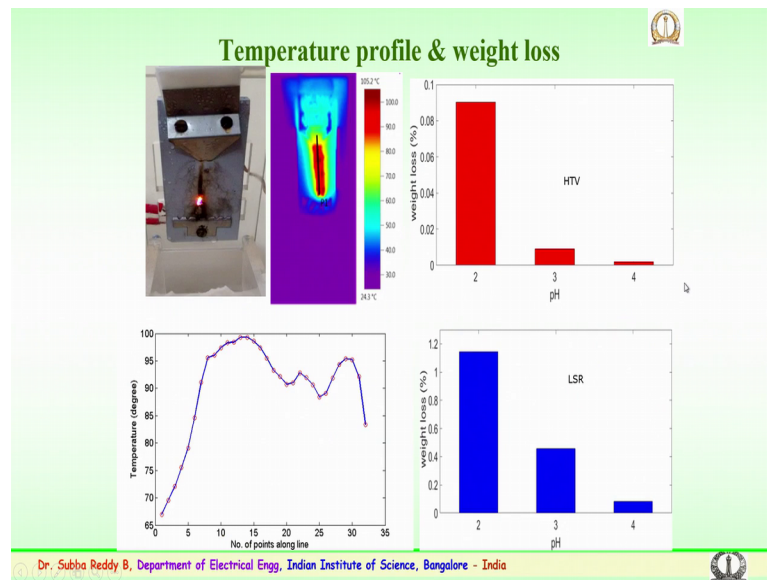 Temperature profile & weight loss
105.2 °C
100.0
90.0
80.0
70.0
60.0
50.0
40.0
30.0
24.3 °C
weight loss (%)
0.1
0.08
0.06
0.04
0.02
0
HTV
2 3 4
pH
Temperature (degree)
100
95
90
85
80
75
70
65
0 5 10 15 20 25 30 35
No. of points along line
weight loss (%)
1.2
1
0.8
0.6
0.4
0.2
0
LSR
2 3 4
pH
Dr. Subba Reddy B, Department of Electrical Engg, Indian Institute of Science, Bangalore - India